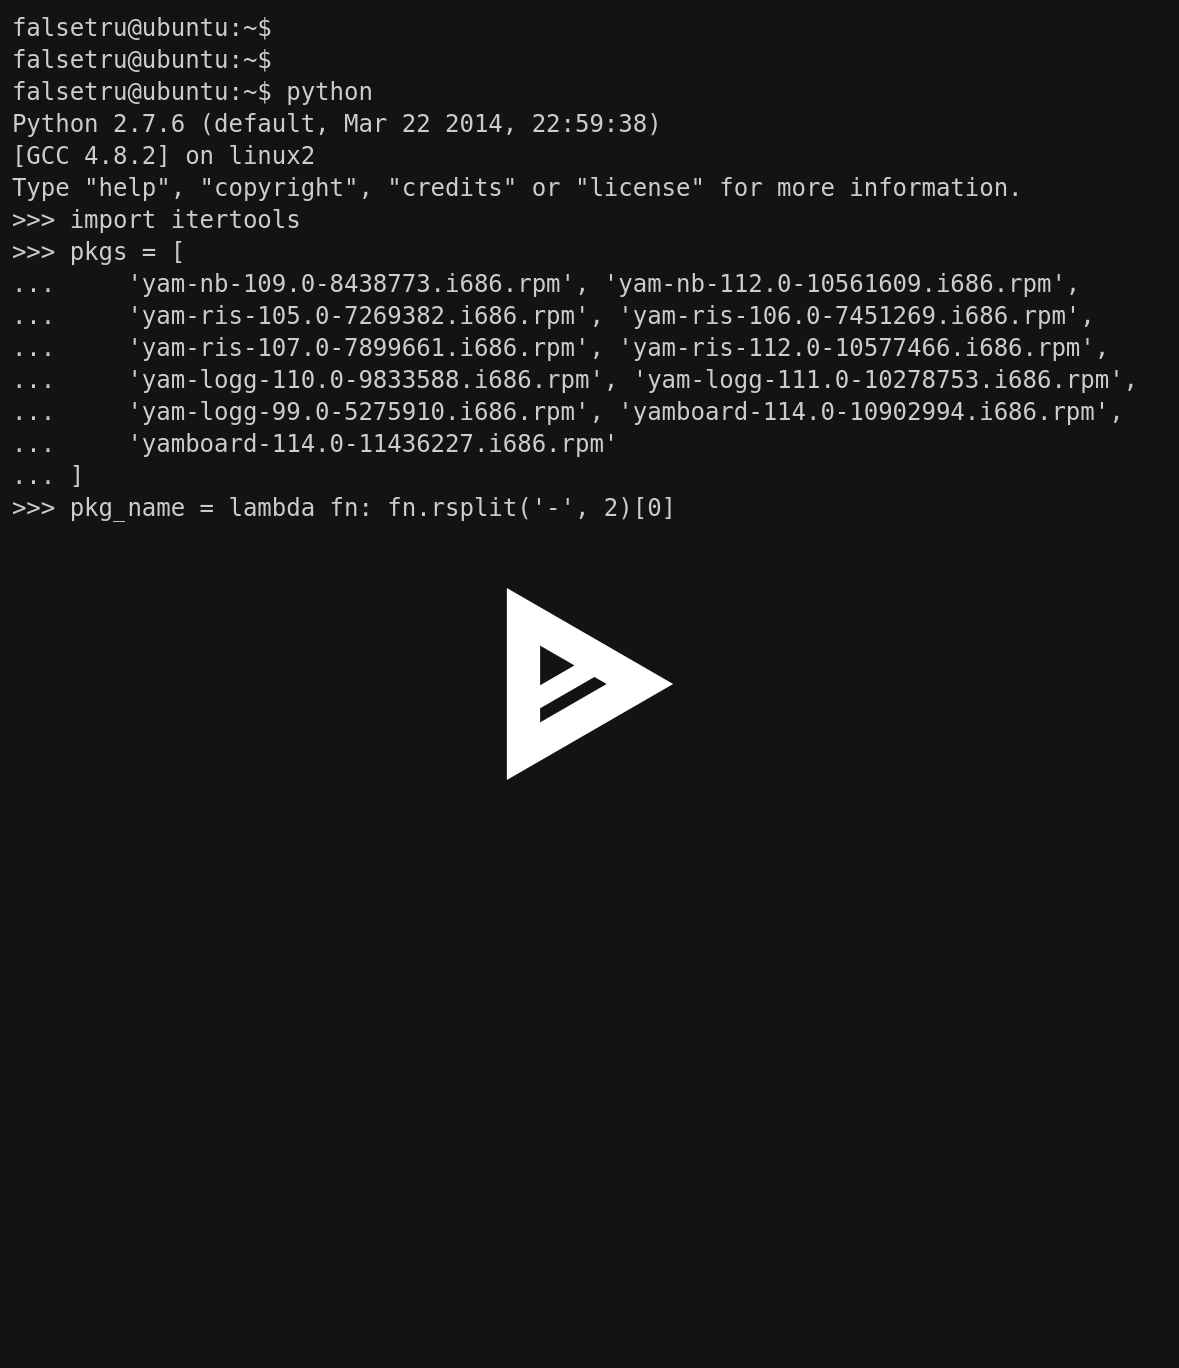 falsetru@ubuntu:~$
falsetru@ubuntu:~$
falsetru@ubuntu:~$ python
Python 2.7.6 (default, Mar 22 2014, 22:59:38)
[GCC 4.8.2] on linux2
Type "help", "copyright", "credits" or "license" for more information.
>>> import itertools
>>> pkgs = [
...     'yam-nb-109.0-8438773.i686.rpm', 'yam-nb-112.0-10561609.i686.rpm',
...     'yam-ris-105.0-7269382.i686.rpm', 'yam-ris-106.0-7451269.i686.rpm',
...     'yam-ris-107.0-7899661.i686.rpm', 'yam-ris-112.0-10577466.i686.rpm',
...     'yam-logg-110.0-9833588.i686.rpm', 'yam-logg-111.0-10278753.i686.rpm',
...     'yam-logg-99.0-5275910.i686.rpm', 'yamboard-114.0-10902994.i686.rpm',
...     'yamboard-114.0-11436227.i686.rpm'
... ]
>>> pkg_name = lambda fn: fn.rsplit('-', 2)[0]